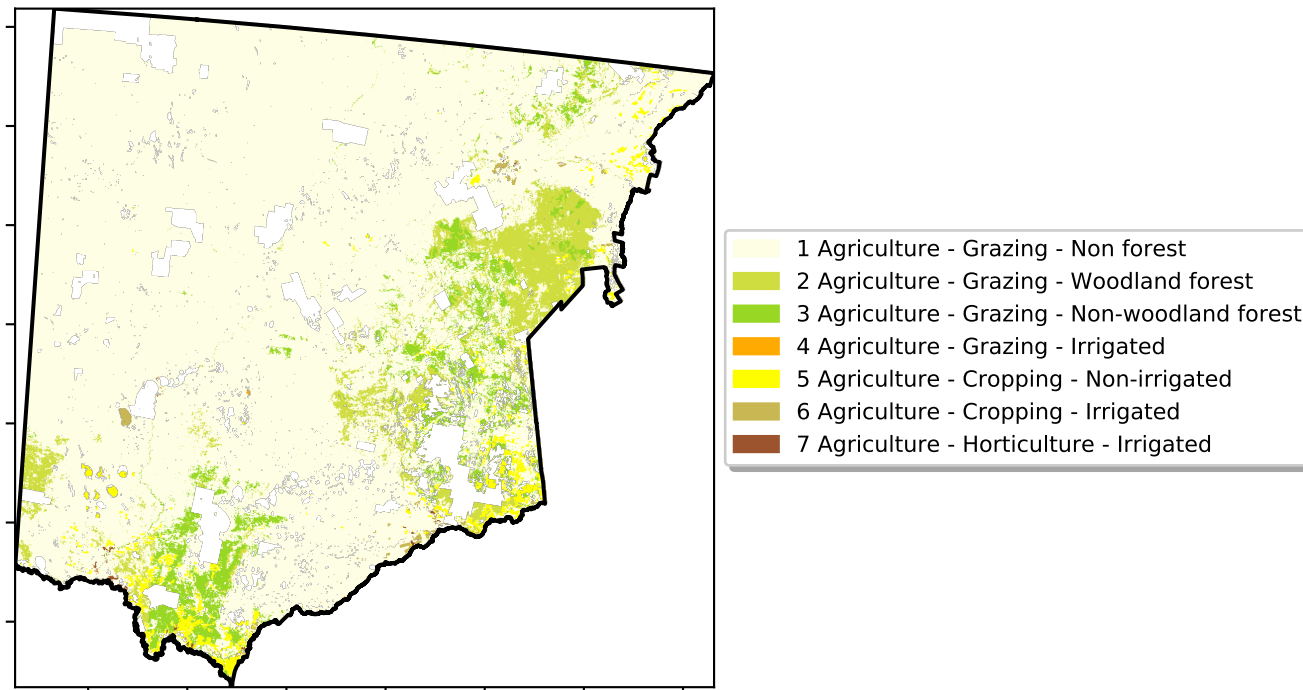 1 Agriculture - Grazing - Non forest
2 Agriculture - Grazing - Woodland forest
3 Agriculture - Grazing - Non-woodland forest
4 Agriculture - Grazing - Irrigated
5 Agriculture - Cropping - Non-irrigated
6 Agriculture - Cropping - Irrigated
7 Agriculture - Horticulture - Irrigated